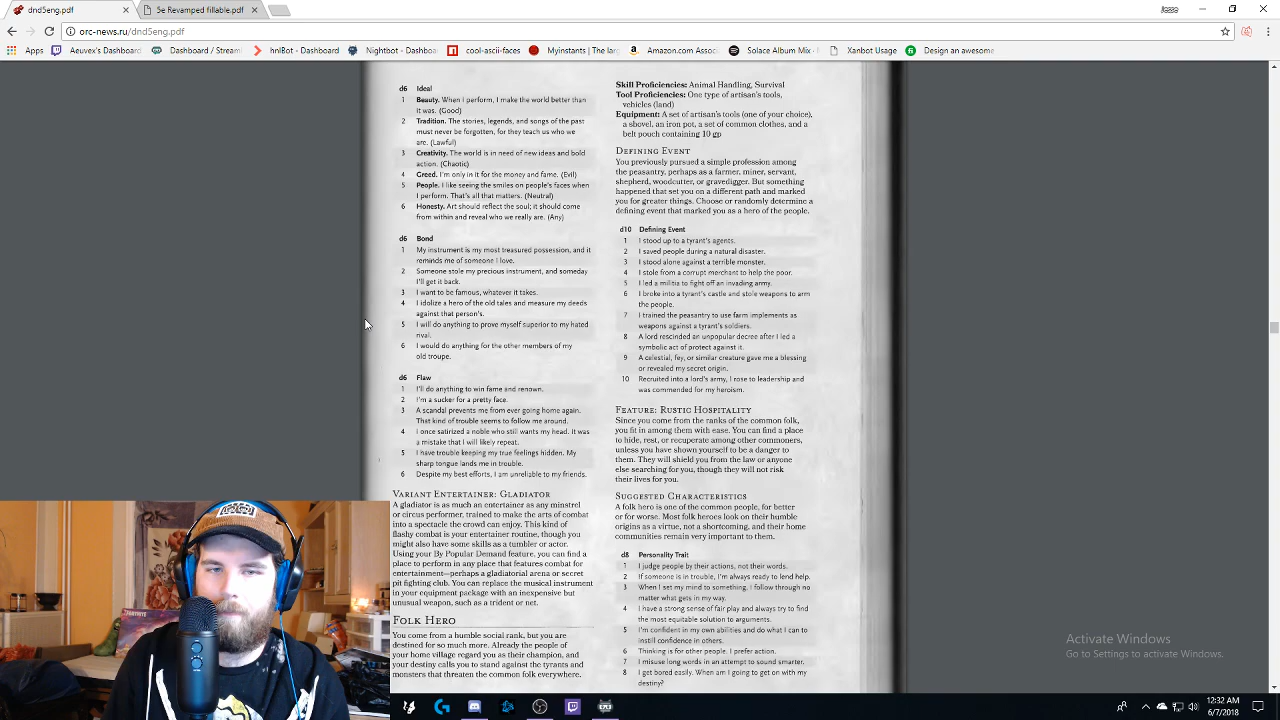 dnd5eng.pdf
5e Revamped fillable.pdf
orc-news.ru/dnd5eng.pdf
Apps
Aeuvex's Dashboard
Dashboard / Stream
hniBot - Dashboard
Nightbot - Dashboa
cool-ascii-faces
Myinstants | The larg
Amazon.com Assoc
Solace Album Mix -
Xanbot Usage
Design an awesome
d6 Ideal
1 Beauty. When I perform, I make the world better than
it was. (Good)
2 Tradition. The stories, legends, and songs of the past
must never be forgotten, for they teach us who we
are. (Lawful)
3 Creativity. The world is in need of new ideas and bold
action. (Chaotic)
4 Greed. I'm only in it for the money and fame. (Evil)
5 People. I like seeing the smiles on people's faces when
I perform. That's all that matters. (Neutral)
6 Honesty. Art should reflect the soul; it should come
from within and reveal who we really are. (Any)
d6 Bond
1 My instrument is my most treasured possession, and it
reminds me of someone I love.
2 Someone stole my precious instrument, and someday
I'll get it back.
3 I want to be famous, whatever it takes.
4 I idolize a hero of the old tales and measure my deeds
against that person's.
5 I will do anything to prove myself superior to my hated
rival.
6 I would do anything for the other members of my
old troupe.
d6 Flaw
1 I'll do anything to win fame and renown.
2 I'm a sucker for a pretty face.
3 A scandal prevents me from ever going home again.
That kind of trouble seems to follow me around.
4 I once satirized a noble who still wants my head. It was
a mistake that I will likely repeat.
5 I have trouble keeping my true feelings hidden. My
sharp tongue lands me in trouble.
6 Despite my best efforts, I am unreliable to my friends.
Variant Entertainer: Gladiator
A gladiator is as much an entertainer as any minstrel
or circus performer, trained to make the arts of combat
into a spectacle the crowd can enjoy. This kind of
flashy combat is your entertainer routine, though you
might also have some skills as a tumbler or actor.
Using your By Popular Demand feature, you can find a
place to perform in any place that features combat for
entertainment—perhaps a gladiatorial arena or secret
pit fighting club. You can replace the musical instrument
in your equipment package with an inexpensive but
unusual weapon, such as a trident or net.
Folk Hero
You come from a humble social rank, but you are
destined for so much more. Already the people of
your home village regard you as their champion, and
your destiny calls you to stand against the tyrants and
monsters that threaten the common folk everywhere.
Skill Proficiencies: Animal Handling, Survival
Tool Proficiencies: One type of artisan's tools,
vehicles (land)
Equipment: A set of artisan's tools (one of your choice),
a shovel, an iron pot, a set of common clothes, and a
belt pouch containing 10 gp
Defining Event
You previously pursued a simple profession among
the peasantry, perhaps as a farmer, miner, servant,
shepherd, woodcutter, or gravedigger. But something
happened that set you on a different path and marked
you for greater things. Choose or randomly determine a
defining event that marked you as a hero of the people.
d10 Defining Event
1 I stood up to a tyrant's agents.
2 I saved people during a natural disaster.
3 I stood alone against a terrible monster.
4 I stole from a corrupt merchant to help the poor.
5 I led a militia to fight off an invading army.
6 I broke into a tyrant's castle and stole weapons to arm
the people.
7 I trained the peasantry to use farm implements as
weapons against a tyrant's soldiers.
8 A lord rescinded an unpopular decree after I led a
symbolic act of protect against it.
9 A celestial, fey, or similar creature gave me a blessing
or revealed my secret origin.
10 Recruited into a lord's army, I rose to leadership and
was commended for my heroism.
Feature: Rustic Hospitality
Since you come from the ranks of the common folk,
you fit in among them with ease. You can find a place
to hide, rest, or recuperate among other commoners,
unless you have shown yourself to be a danger to
them. They will shield you from the law or anyone
else searching for you, though they will not risk
their lives for you.
Suggested Characteristics
A folk hero is one of the common people, for better
or for worse. Most folk heroes look on their humble
origins as a virtue, not a shortcoming, and their home
communities remain very important to them.
d8 Personality Trait
1 I judge people by their actions, not their words.
2 If someone is in trouble, I'm always ready to lend help.
3 When I set my mind to something, I follow through no
matter what gets in my way.
4 I have a strong sense of fair play and always try to find
the most equitable solution to arguments.
5 I'm confident in my own abilities and do what I can to
instill confidence in others.
6 Thinking is for other people. I prefer action.
7 I misuse long words in an attempt to sound smarter.
8 I get bored easily. When am I going to get on with my
destiny?
Activate Windows
Go to Settings to activate Windows.
12:32 AM
6/7/2018